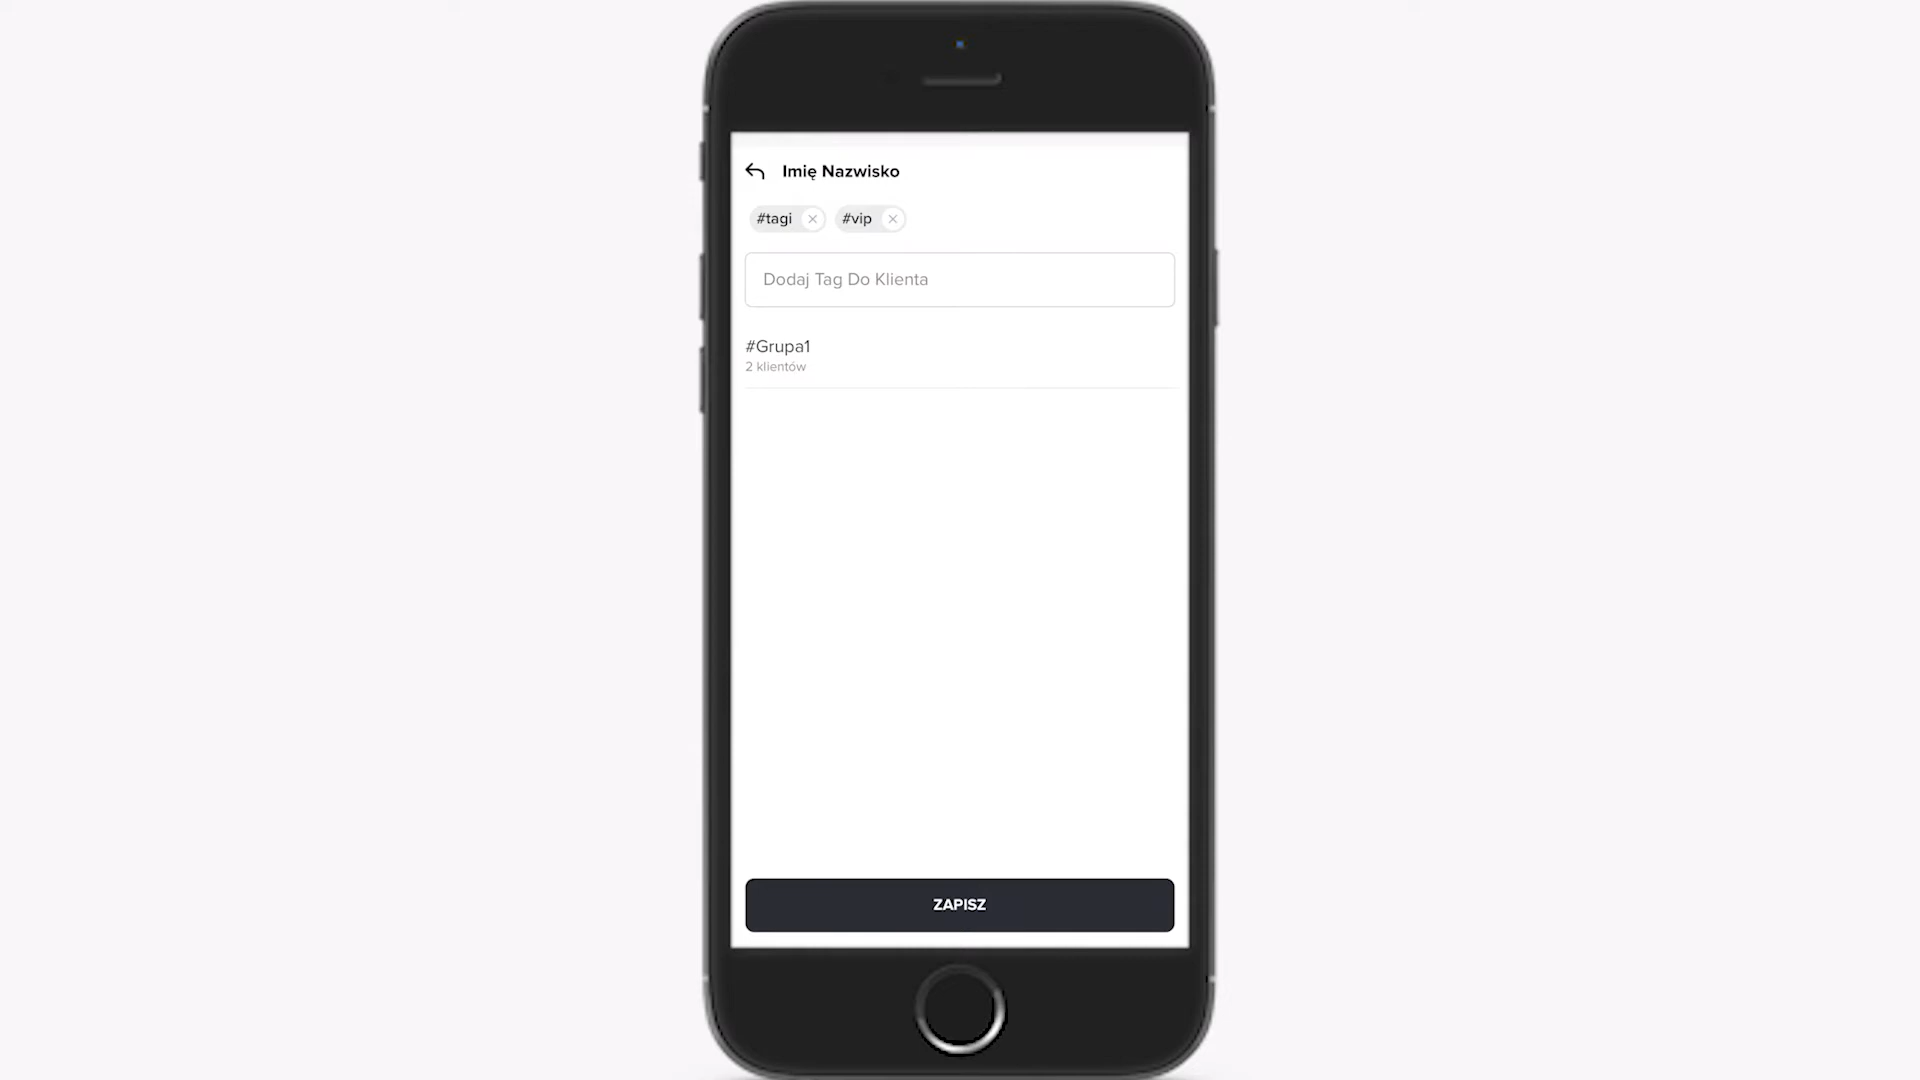 Imię Nazwisko
#tagi #vip
Dodaj Tag Do Klienta
#Grupa1
2 klientów
ZAPISZ